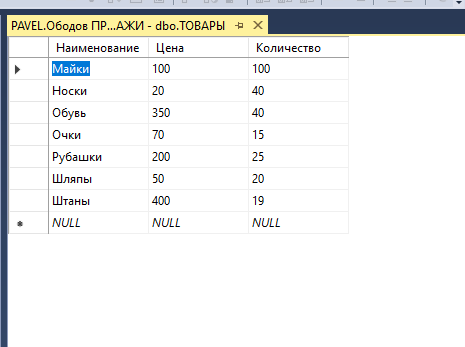 PAVEL.Ободов ПР...АЖИ - dbo.ТОВАРЫ
Наименование Цена Количество
Майки 100 100
Носки 20 40
Обувь 350 40
Очки 70 15
Рубашки 200 25
Шляпы 50 20
Штаны 400 19
NULL NULL NULL